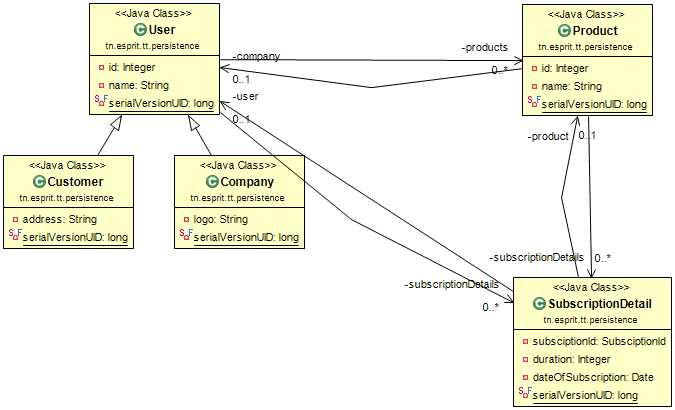 <<Java Class>>
C User
tn.esprit.tt.persistence
id: Integer
name: String
S F serialVersionUID: long
<<Java Class>>
C Product
tn.esprit.tt.persistence
id: Integer
name: String
S F serialVersionUID: long
-company
0..1
-products
0..*
-user
0..1
-product
0..1
<<Java Class>>
C Customer
tn.esprit.tt.persistence
address: String
S F serialVersionUID: long
<<Java Class>>
C Company
tn.esprit.tt.persistence
logo: String
S F serialVersionUID: long
-subscriptionDetails
0..*
-subscriptionDetails
0..*
<<Java Class>>
C SubscriptionDetail
tn.esprit.tt.persistence
subsciptionId: SubsciptionId
duration: Integer
dateOfSubscription: Date
S F serialVersionUID: long